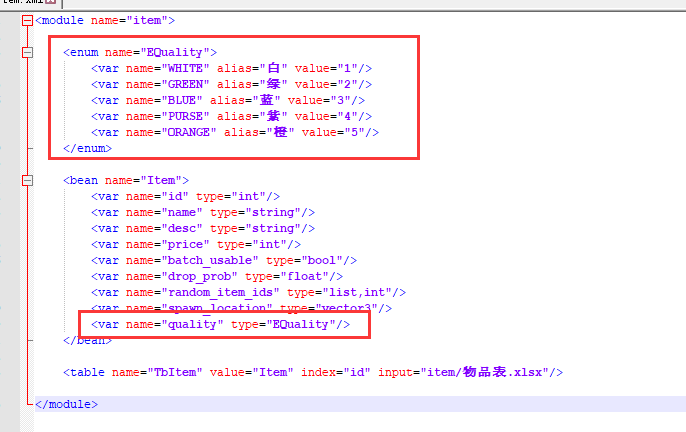 <module name="item">
<enum name="EQuality">
<var name="WHITE" alias="白" value="1"/>
<var name="GREEN" alias="绿" value="2"/>
<var name="BLUE" alias="蓝" value="3"/>
<var name="PURSE" alias="紫" value="4"/>
<var name="ORANGE" alias="橙" value="5"/>
</enum>
<bean name="Item">
<var name="id" type="int"/>
<var name="name" type="string"/>
<var name="desc" type="string"/>
<var name="price" type="int"/>
<var name="batch_usable" type="bool"/>
<var name="drop_prob" type="float"/>
<var name="random_item_ids" type="list,int"/>
<var name="spawn_location" type="vector3"/>
<var name="quality" type="EQuality"/>
</bean>
<table name="TbItem" value="Item" index="id" input="item/物品表.xlsx"/>
</module>